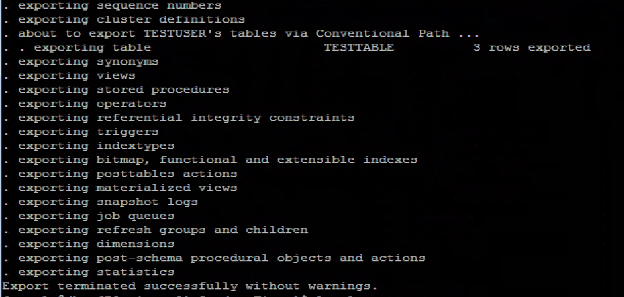 . exporting sequence numbers
. exporting cluster definitions
. about to export TESTUSER's tables via Conventional Path ...
. . exporting table TESTTABLE 3 rows exported
. exporting synonyms
. exporting views
. exporting stored procedures
. exporting operators
. exporting referential integrity constraints
. exporting triggers
. exporting indextypes
. exporting bitmap, functional and extensible indexes
. exporting posttables actions
. exporting materialized views
. exporting snapshot logs
. exporting job queues
. exporting refresh groups and children
. exporting dimensions
. exporting post-schema procedural objects and actions
. exporting statistics
Export terminated successfully without warnings.